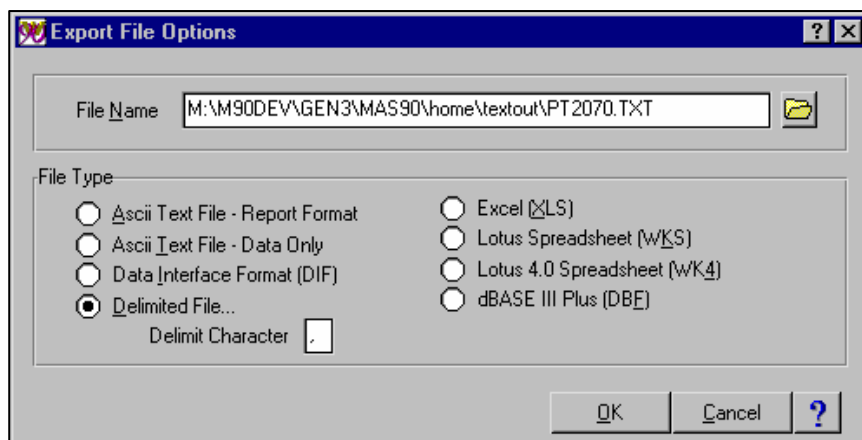 Export File Options
File Name M:\M90DEV\GEN3\MAS90\home\textout\PT2070.TXT
File Type
Ascii Text File - Report Format
Ascii Text File - Data Only
Data Interface Format (DIF)
Delimited File...
Delimit Character ,
Excel (XLS)
Lotus Spreadsheet (WKS)
Lotus 4.0 Spreadsheet (WK4)
dBASE III Plus (DBF)
OK Cancel ?